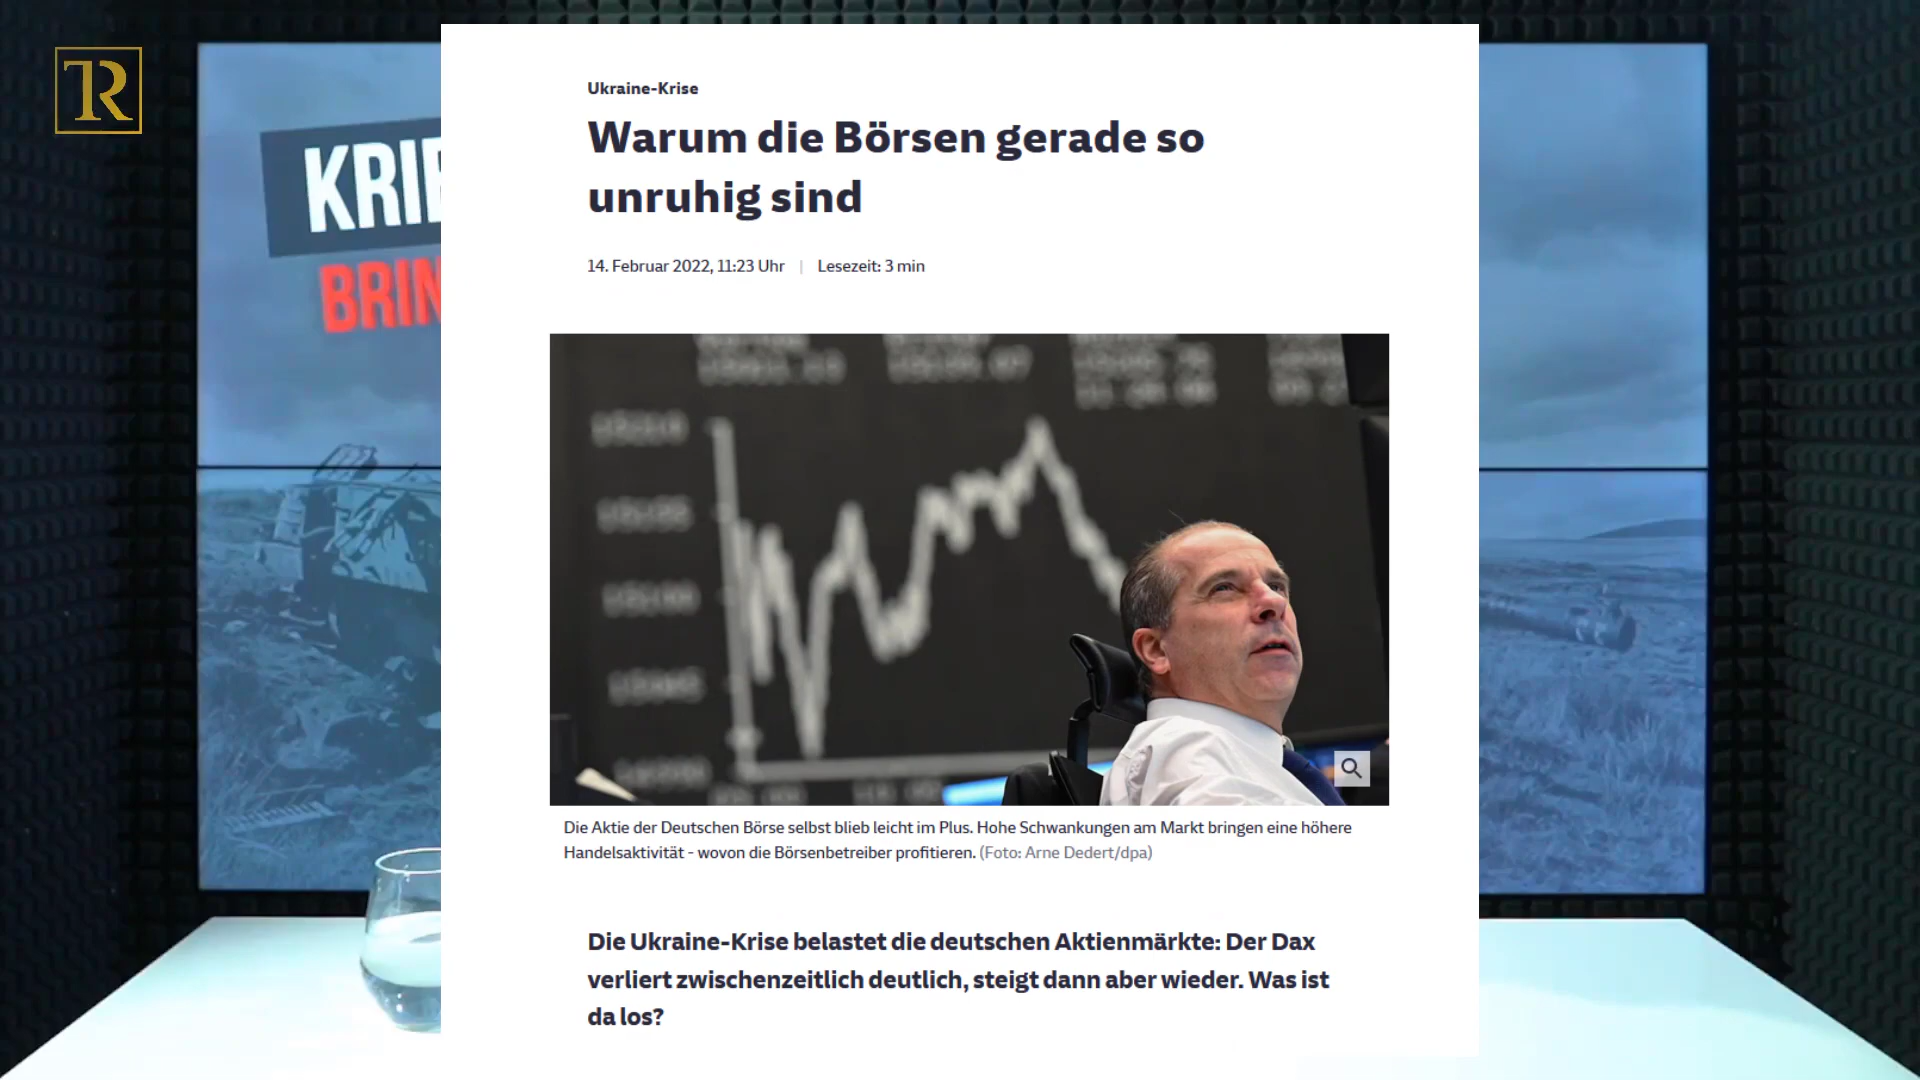 R
KRI
BRIN
Ukraine-Krise
Warum die Börsen gerade so
unruhig sind
14. Februar 2022, 11:23 Uhr | Lesezeit: 3 min
Die Aktie der Deutschen Börse selbst blieb leicht im Plus. Hohe Schwankungen am Markt bringen eine höhere
Handelsaktivität - wovon die Börsenbetreiber profitieren. (Foto: Arne Dedert/dpa)
Die Ukraine-Krise belastet die deutschen Aktienmärkte: Der Dax
verliert zwischenzeitlich deutlich, steigt dann aber wieder. Was ist
da los?